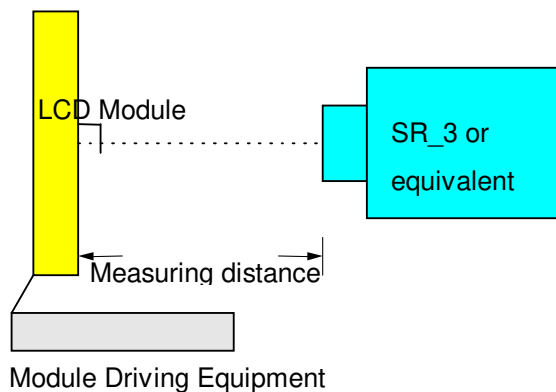 LCD Module
SR_3 or
equivalent
Measuring distance
Module Driving Equipment